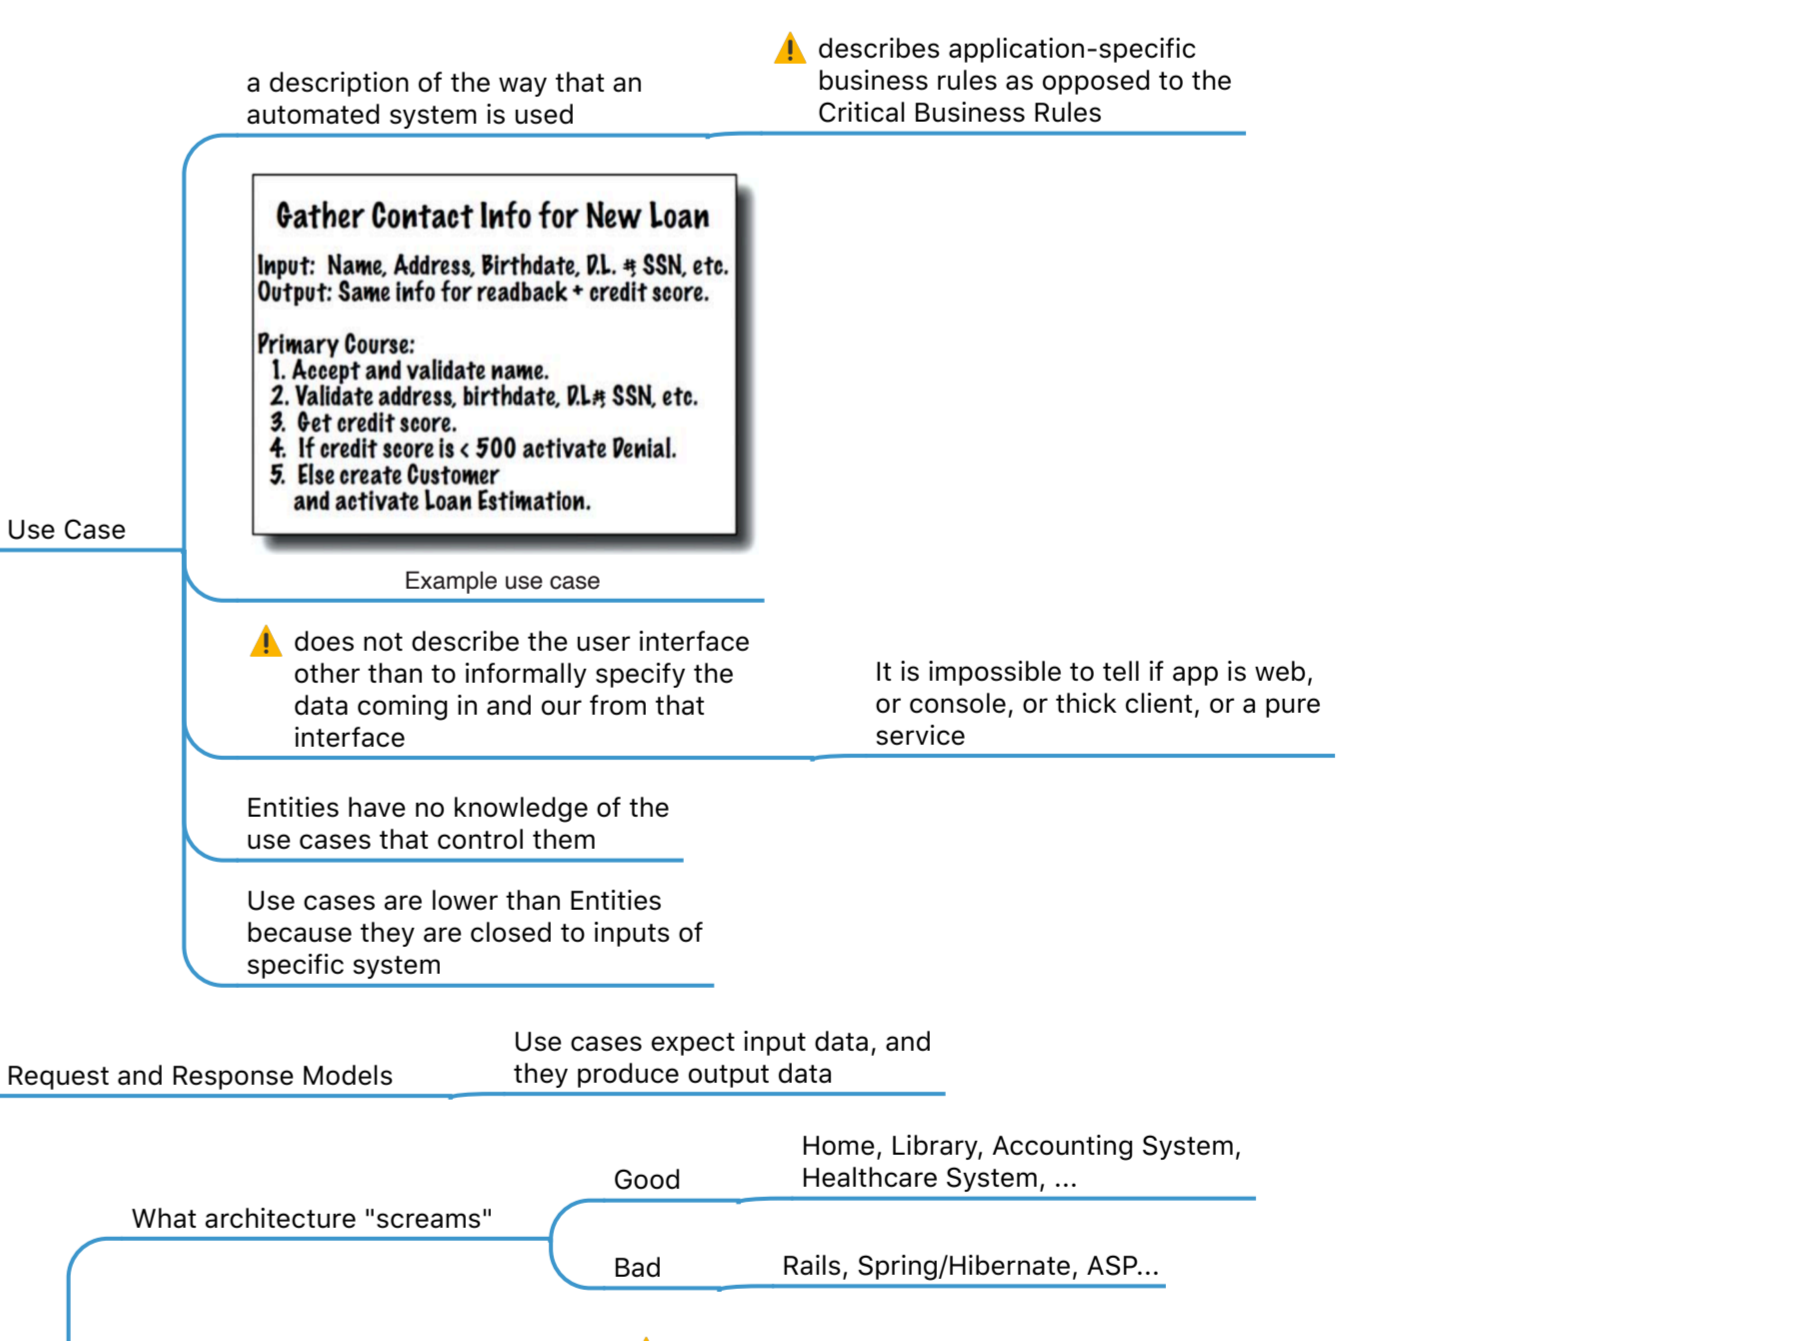 a description of the way that an
automated system is used
describes application-specific
business rules as opposed to the
Critical Business Rules
Gather Contact Info for New Loan
Input: Name, Address, Birthdate, D.L. #, SSN, etc.
Output: Same info for readback + credit score.
Primary Course:
1. Accept and validate name.
2. Validate address, birthdate, D.L.#, SSN, etc.
3. Get credit score.
4. If credit score is < 500 activate Denial.
5. Else create Customer
and activate Loan Estimation.
Use Case
Example use case
does not describe the user interface
other than to informally specify the
data coming in and our from that
interface
It is impossible to tell if app is web,
or console, or thick client, or a pure
service
Entities have no knowledge of the
use cases that control them
Use cases are lower than Entities
because they are closed to inputs of
specific system
Request and Response Models
Use cases expect input data, and
they produce output data
What architecture "screams"
Good
Home, Library, Accounting System,
Healthcare System, ...
Bad
Rails, Spring/Hibernate, ASP...